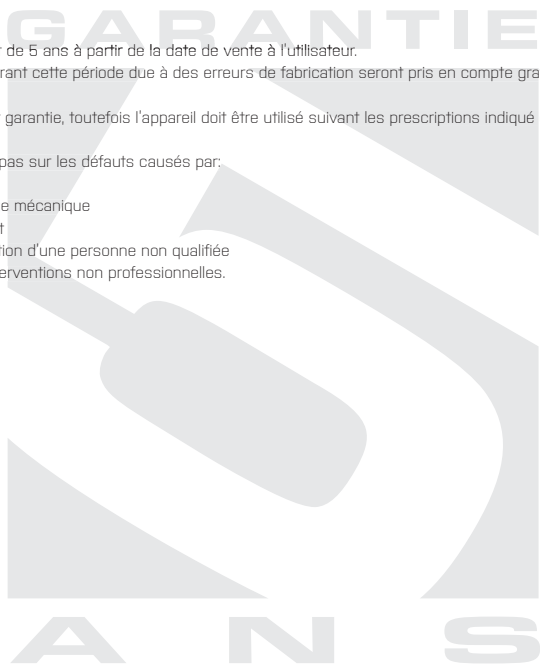 GARANTIE
de 5 ans à partir de la date de vente à l'utilisateur.
rant cette période due à des erreurs de fabrication seront pris en compte gra
garantie, toutefois l'appareil doit être utilisé suivant les prescriptions indiqué
pas sur les défauts causés par:
e mécanique
t
tion d'une personne non qualifiée
erventions non professionnelles.
5
ANS